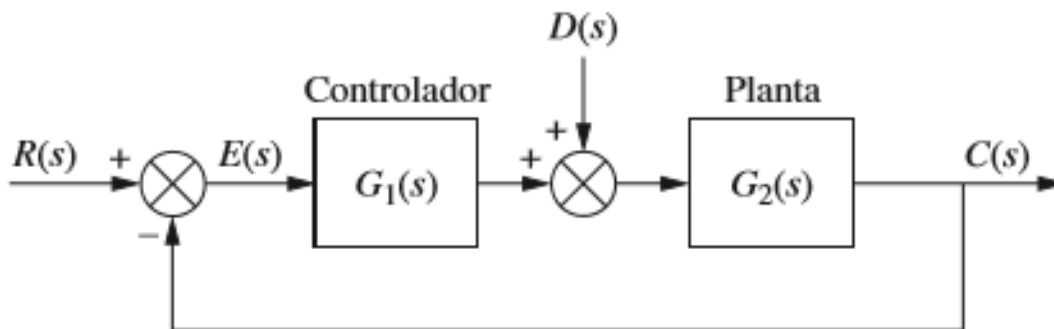 D(s)
Controlador
Planta
+
R(s)
+
E(s)
+
C(s)
G₁(s)
G₂(s)
−